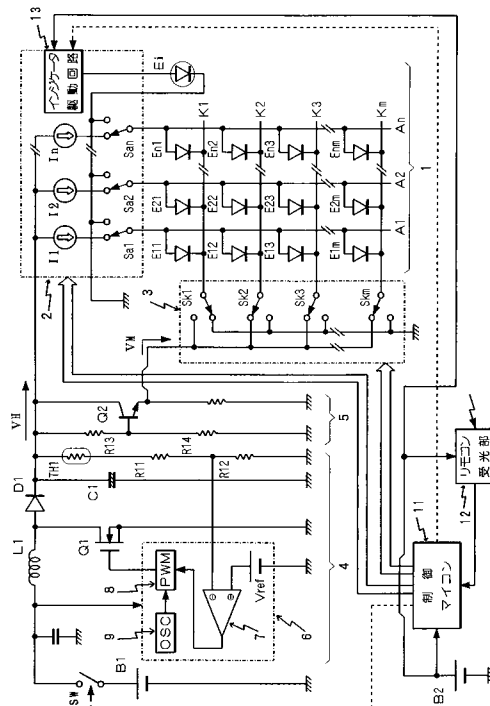 SW
L1
D1
VH
I1
I2
In
13
インジケータ
駆動回路
2
Sa1
Sa2
San
Ei
B1
9
OSC
8
PWM
Q1
C1
TH1
R13
Q2
R11
R14
R12
7
Vref
6
4
5
VM
3
Sk1
Sk2
Sk3
Skm
E11
E21
En1
K1
E12
E22
En2
K2
E13
E23
En3
K3
E1m
E2m
Enm
Km
A1
A2
An
1
B2
11
制御
マイコン
12
リモコン
受光部